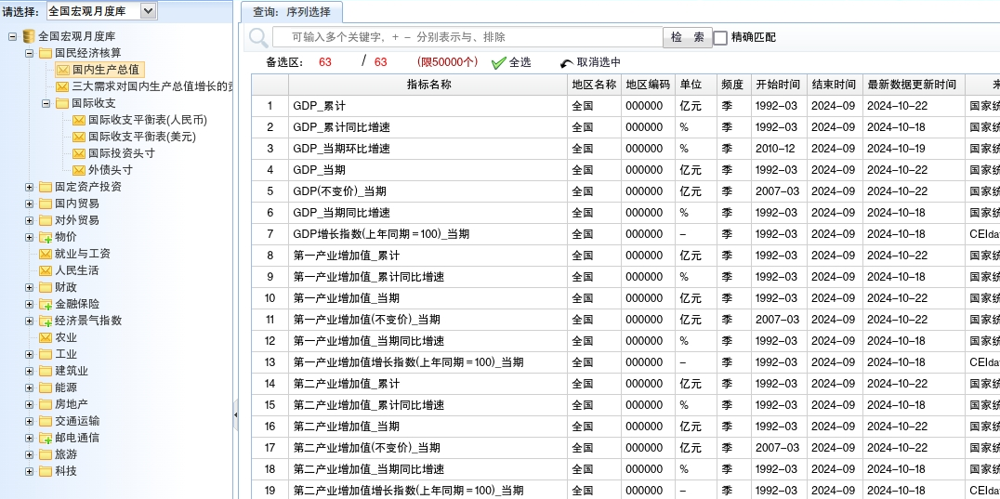 请选择: 全国宏观月度库
全国宏观月度库
国民经济核算
国内生产总值
三大需求对国内生产总值增长的贡
国际收支
国际收支平衡表(人民币)
国际收支平衡表(美元)
国际投资头寸
外债头寸
固定资产投资
国内贸易
对外贸易
物价
就业与工资
人民生活
财政
金融保险
经济景气指数
农业
工业
建筑业
能源
房地产
交通运输
邮电通信
旅游
科技
查询: 序列选择
可输入多个关键字, + - 分别表示与、排除 检 索 精确匹配
备选区: 63 / 63 (限50000个) 全选 取消选中
指标名称 地区名称 地区编码 单位 频度 开始时间 结束时间 最新数据更新时间 来
1 GDP_累计 全国 000000 亿元 季 1992-03 2024-09 2024-10-22 国家统
2 GDP_累计同比增速 全国 000000 % 季 1992-03 2024-09 2024-10-18 国家统
3 GDP_当期环比增速 全国 000000 % 季 2010-12 2024-09 2024-10-19 国家统
4 GDP_当期 全国 000000 亿元 季 1992-03 2024-09 2024-10-22 国家统
5 GDP(不变价)_当期 全国 000000 亿元 季 2007-03 2024-09 2024-10-22 国家统
6 GDP_当期同比增速 全国 000000 % 季 1992-03 2024-09 2024-10-18 国家统
7 GDP增长指数(上年同期=100)_当期 全国 000000 - 季 1992-03 2024-09 2024-10-18 CEIda
8 第一产业增加值_累计 全国 000000 亿元 季 1992-03 2024-09 2024-10-22 国家统
9 第一产业增加值_累计同比增速 全国 000000 % 季 1992-03 2024-09 2024-10-18 国家统
10 第一产业增加值_当期 全国 000000 亿元 季 1992-03 2024-09 2024-10-22 国家统
11 第一产业增加值(不变价)_当期 全国 000000 亿元 季 2007-03 2024-09 2024-10-22 国家统
12 第一产业增加值_当期同比增速 全国 000000 % 季 1992-03 2024-09 2024-10-18 国家统
13 第一产业增加值增长指数(上年同期=100)_当期 全国 000000 - 季 1992-03 2024-09 2024-10-18 CEIda
14 第二产业增加值_累计 全国 000000 亿元 季 1992-03 2024-09 2024-10-22 国家统
15 第二产业增加值_累计同比增速 全国 000000 % 季 1992-03 2024-09 2024-10-18 国家统
16 第二产业增加值_当期 全国 000000 亿元 季 1992-03 2024-09 2024-10-22 国家统
17 第二产业增加值(不变价)_当期 全国 000000 亿元 季 2007-03 2024-09 2024-10-22 国家统
18 第二产业增加值_当期同比增速 全国 000000 % 季 1992-03 2024-09 2024-10-18 国家统
19 第二产业增加值增长指数(上年同期=100)_当期 全国 000000 - 季 1992-03 2024-09 2024-10-18 CEIda